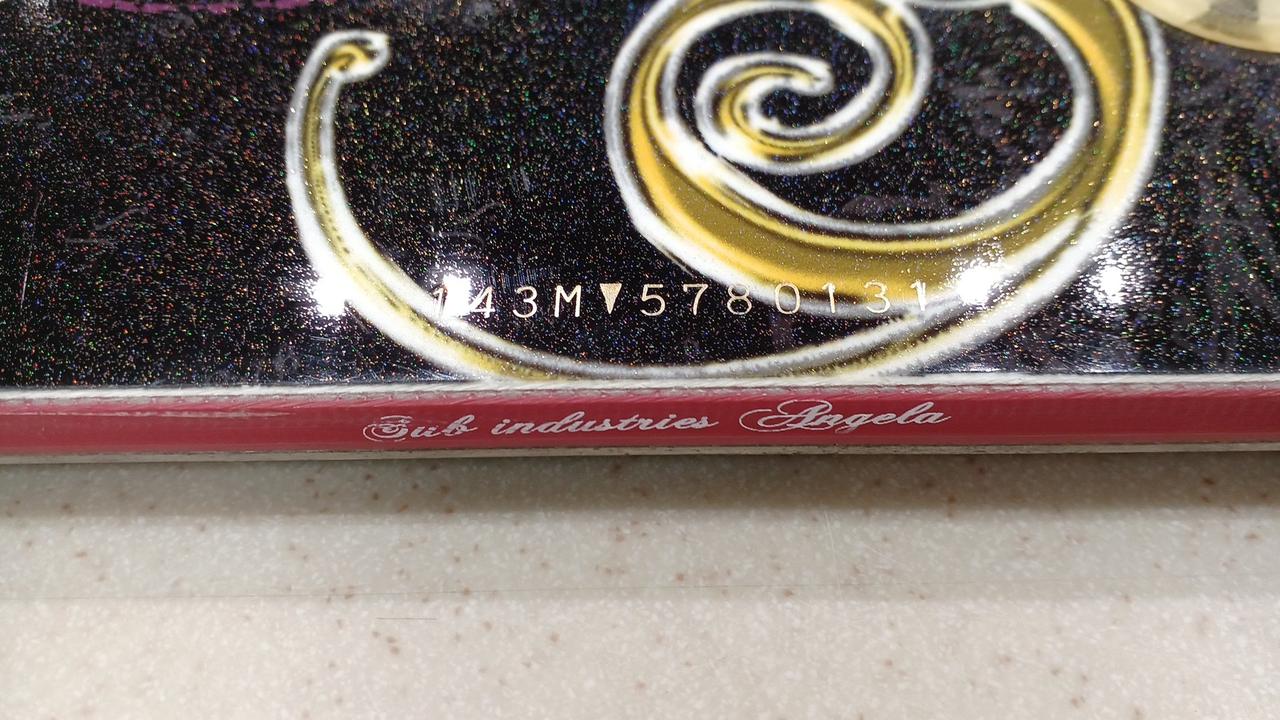 143M▼5780131
Sub industries Angela